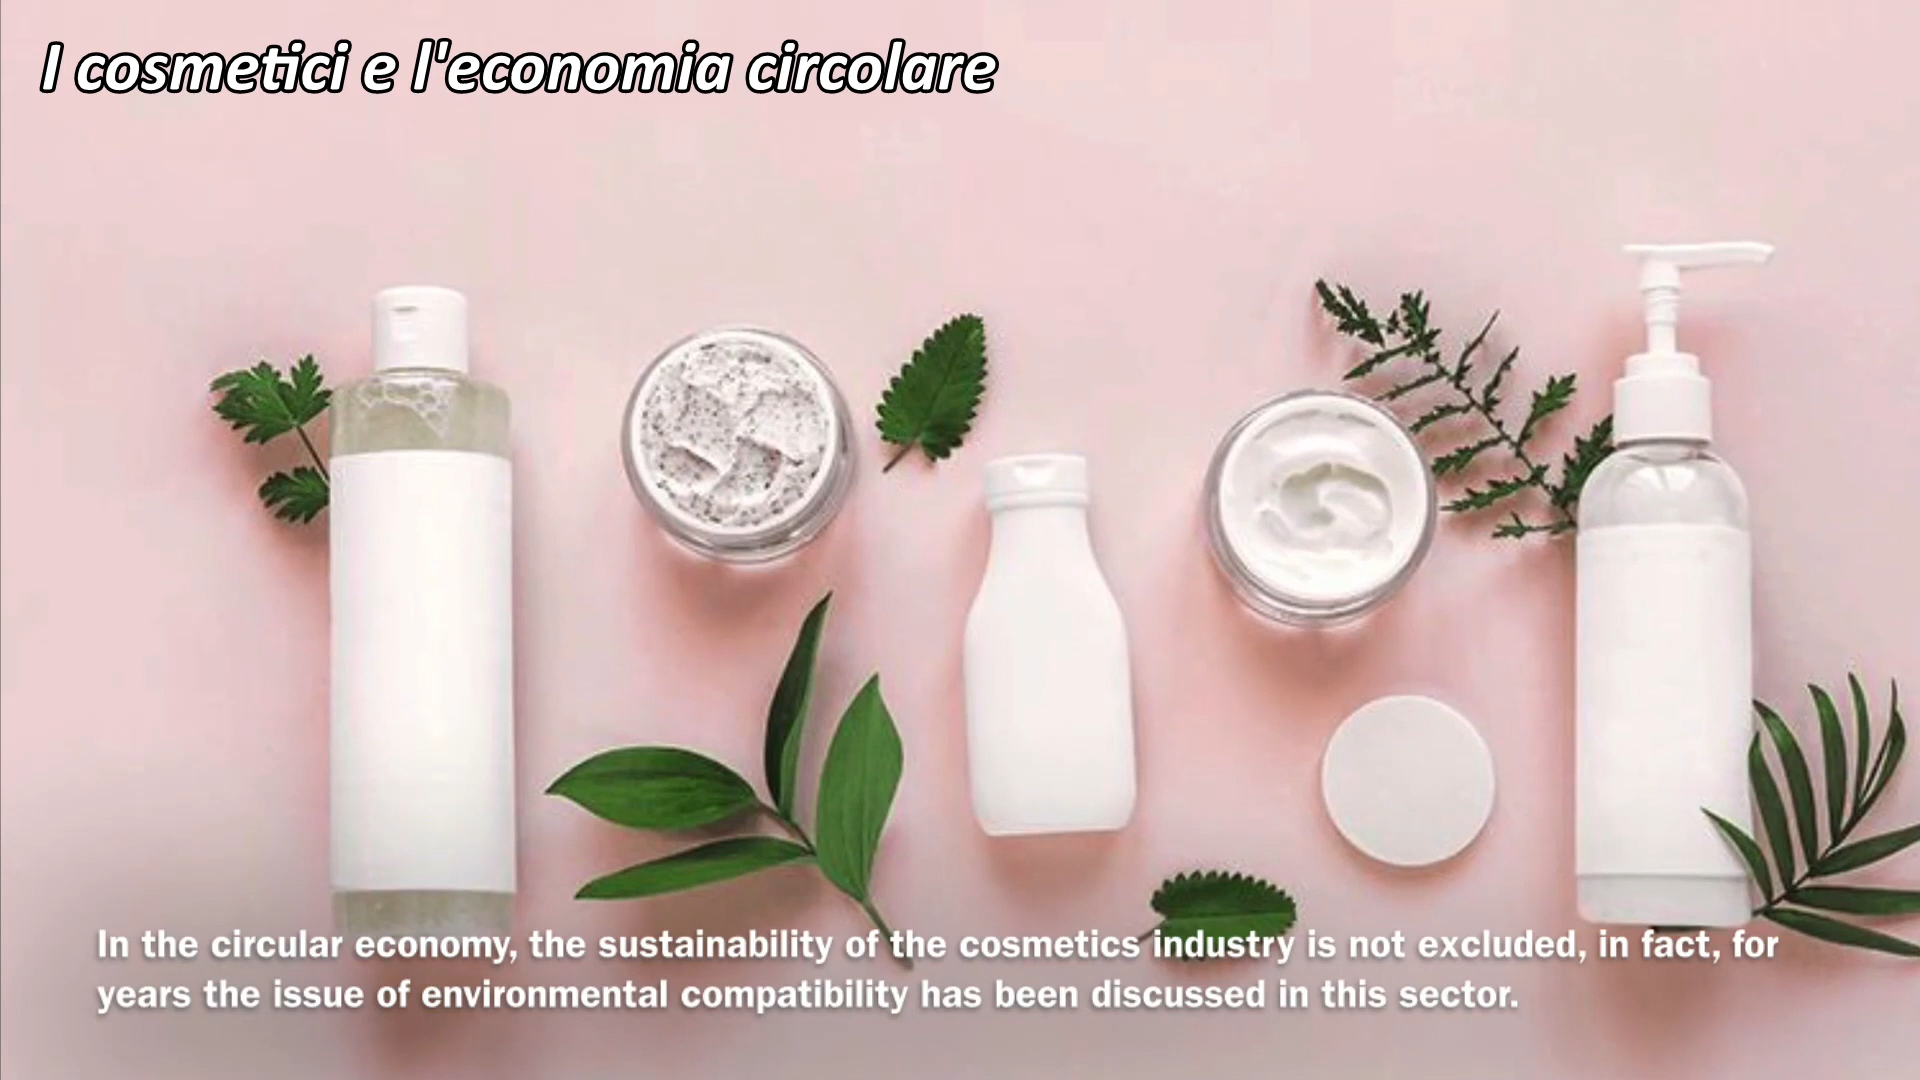 I cosmetici e l'economia circolare
In the circular economy, the sustainability of the cosmetics industry is not excluded, in fact, for
years the issue of environmental compatibility has been discussed in this sector.